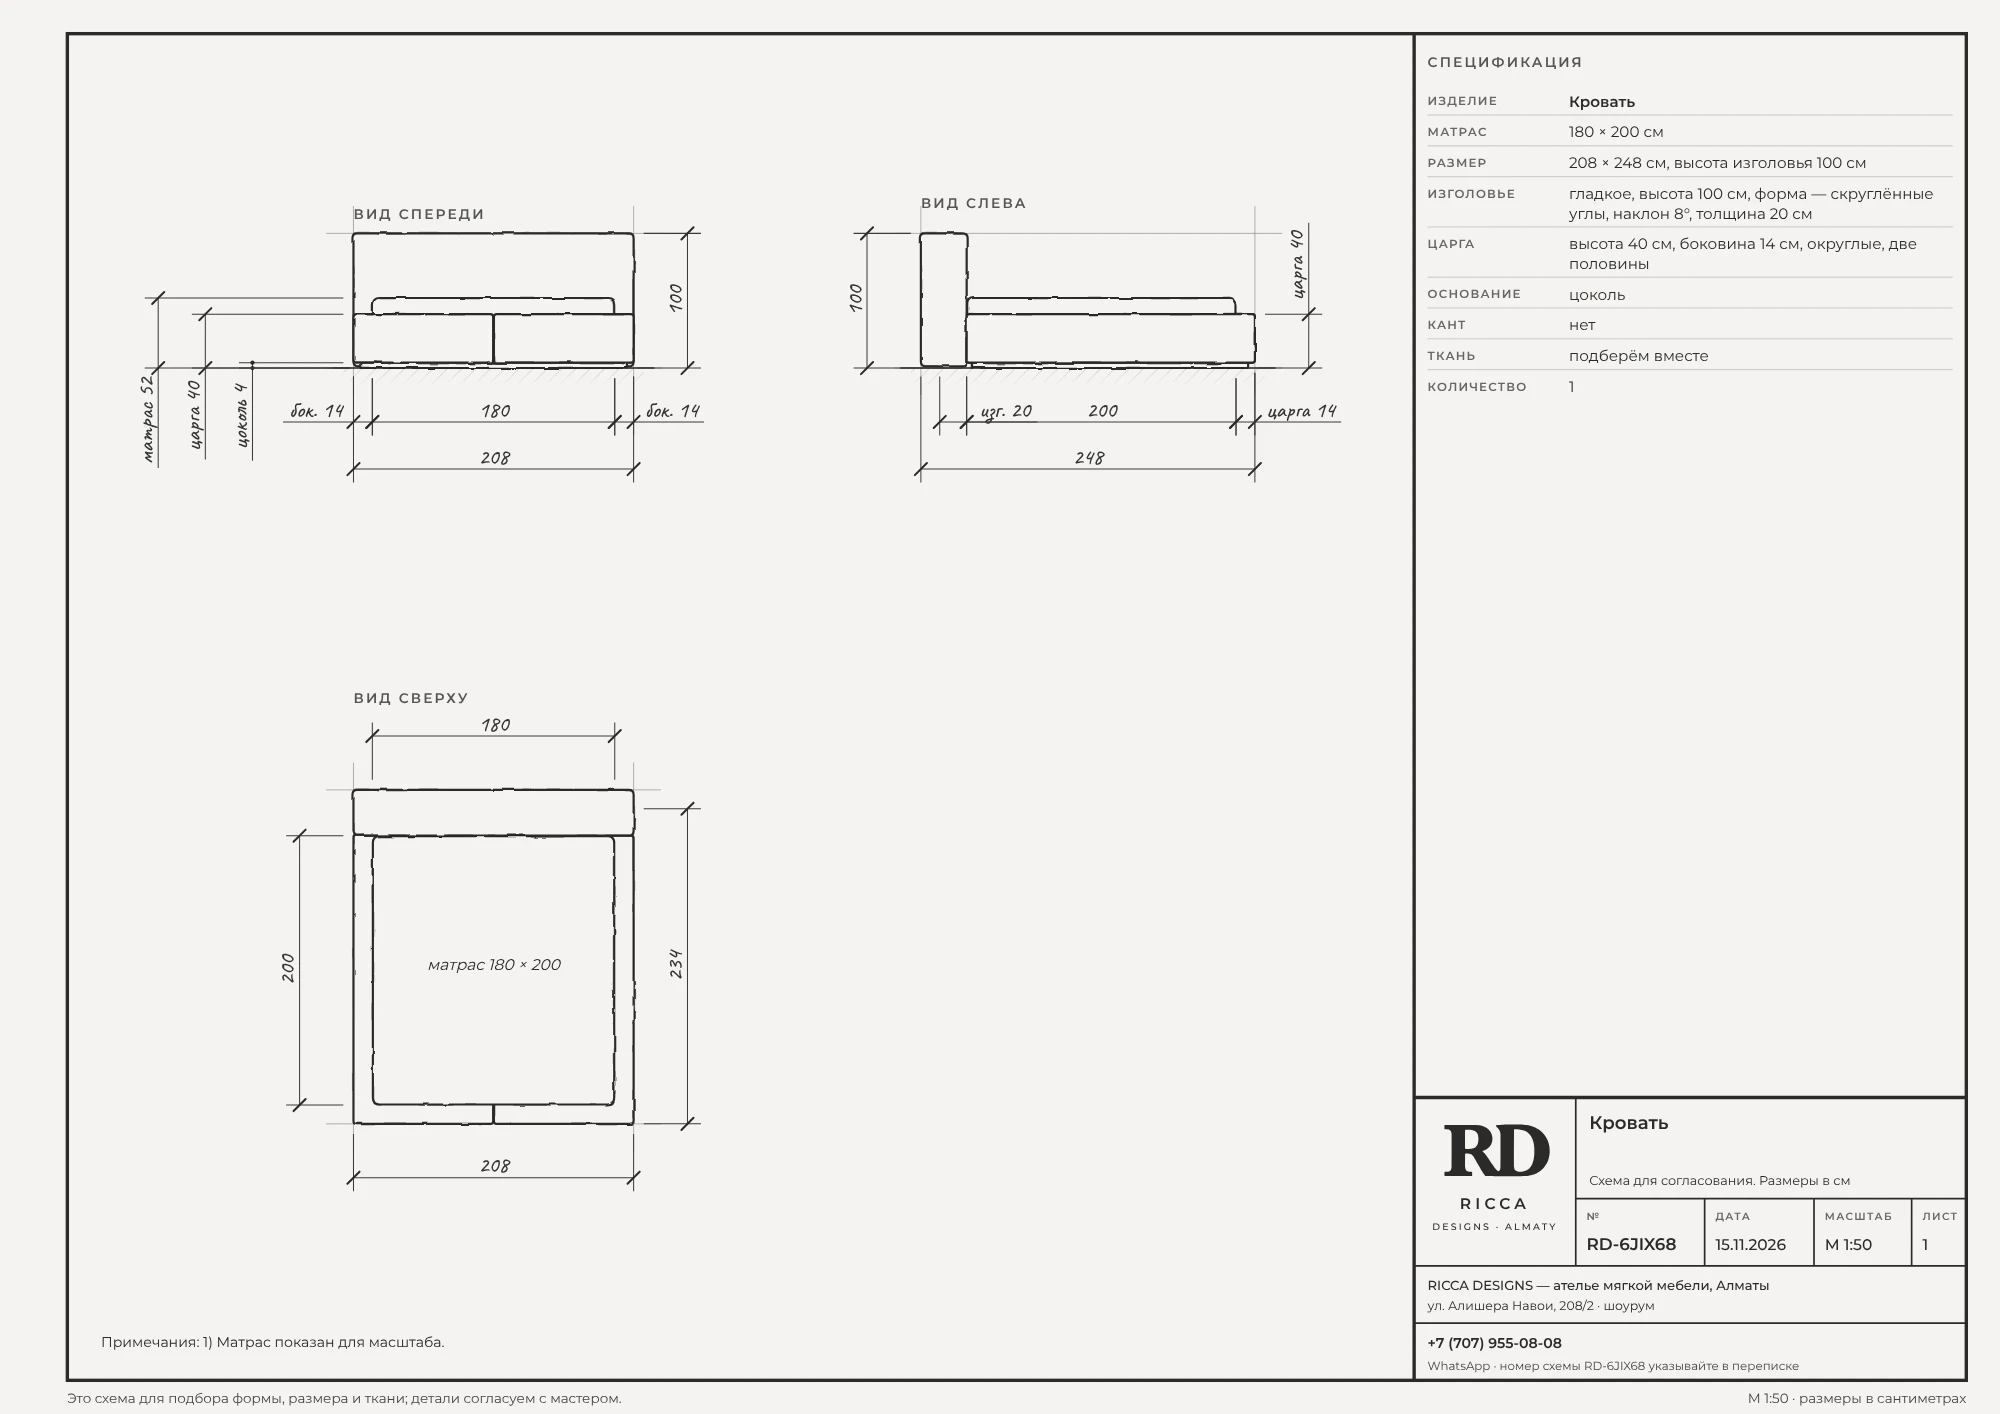 ВИД СПЕРЕДИ
100
матрас 52
царга 40
цоколь 4
бок. 14
180
бок. 14
208
ВИД СЛЕВА
100
царга 40
изг. 20
200
царга 14
248
ВИД СВЕРХУ
180
200
матрас 180 × 200
234
208
Примечания: 1) Матрас показан для масштаба.
СПЕЦИФИКАЦИЯ
ИЗДЕЛИЕ Кровать
МАТРАС 180 × 200 см
РАЗМЕР 208 × 248 см, высота изголовья 100 см
ИЗГОЛОВЬЕ гладкое, высота 100 см, форма — скруглённые
углы, наклон 8°, толщина 20 см
ЦАРГА высота 40 см, боковина 14 см, округлые, две
половины
ОСНОВАНИЕ цоколь
КАНТ нет
ТКАНЬ подберём вместе
КОЛИЧЕСТВО 1
RD
RICCA
DESIGNS · ALMATY
Кровать
Схема для согласования. Размеры в см
№ ДАТА МАСШТАБ ЛИСТ
RD-6JIX68 15.11.2026 М 1:50 1
RICCA DESIGNS — ателье мягкой мебели, Алматы
ул. Алишера Навои, 208/2 · шоурум
+7 (707) 955-08-08
WhatsApp · номер схемы RD-6JIX68 указывайте в переписке
Это схема для подбора формы, размера и ткани; детали согласуем с мастером.
М 1:50 · размеры в сантиметрах